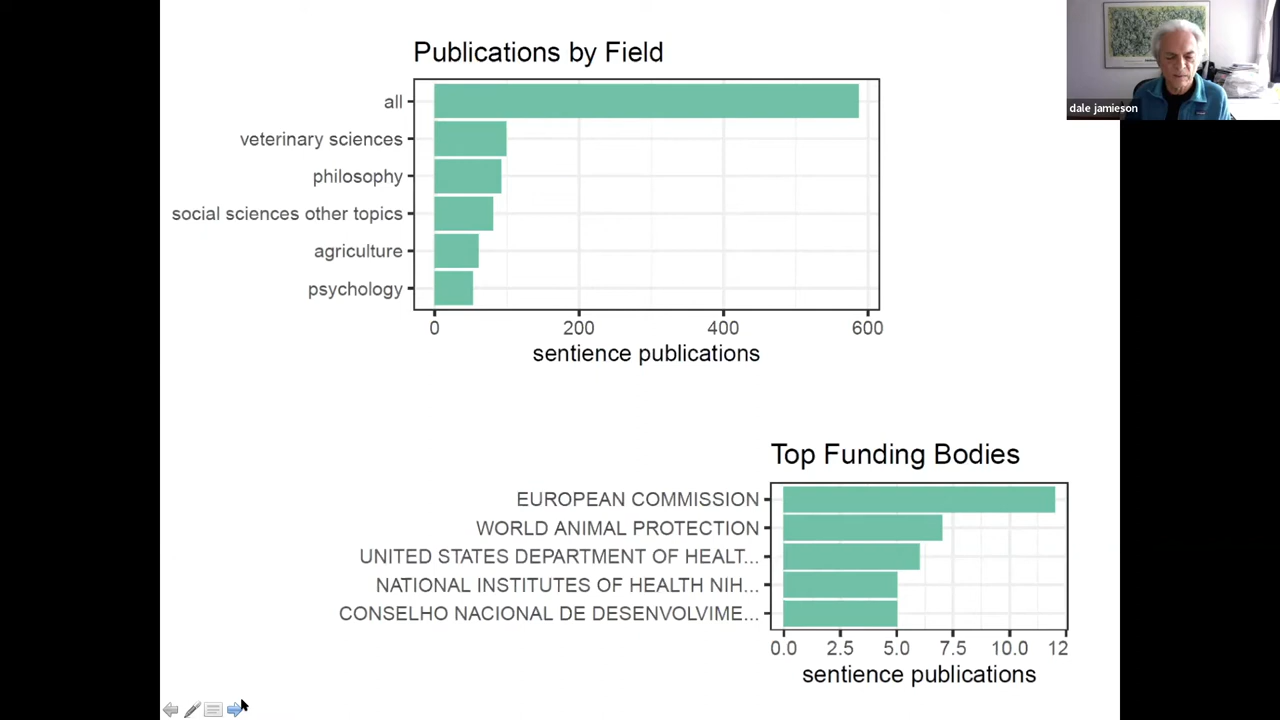 Publications by Field
all
veterinary sciences
philosophy
social sciences other topics
agriculture
psychology
0 200 400 600
sentience publications
dale jamieson
Top Funding Bodies
EUROPEAN COMMISSION
WORLD ANIMAL PROTECTION
UNITED STATES DEPARTMENT OF HEALT...
NATIONAL INSTITUTES OF HEALTH NIH...
CONSELHO NACIONAL DE DESENVOLVIME...
0.0 2.5 5.0 7.5 10.0 12
sentience publications